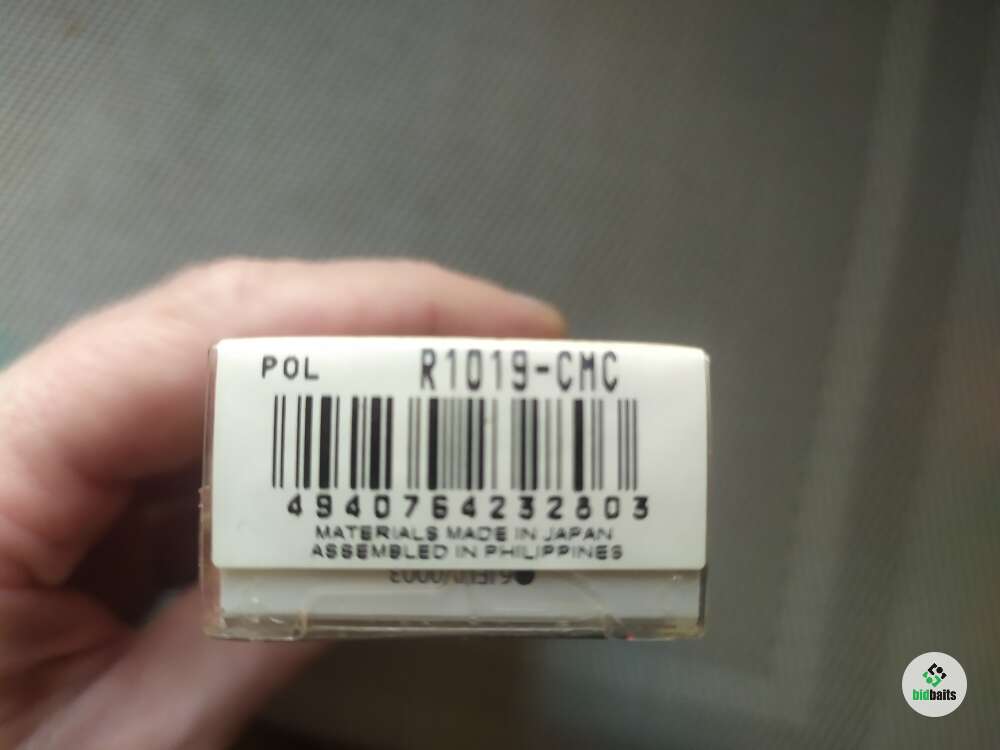 POL R1019-CMC
4940764232803
MATERIALS MADE IN JAPAN
ASSEMBLED IN PHILIPPINES
bidbaits